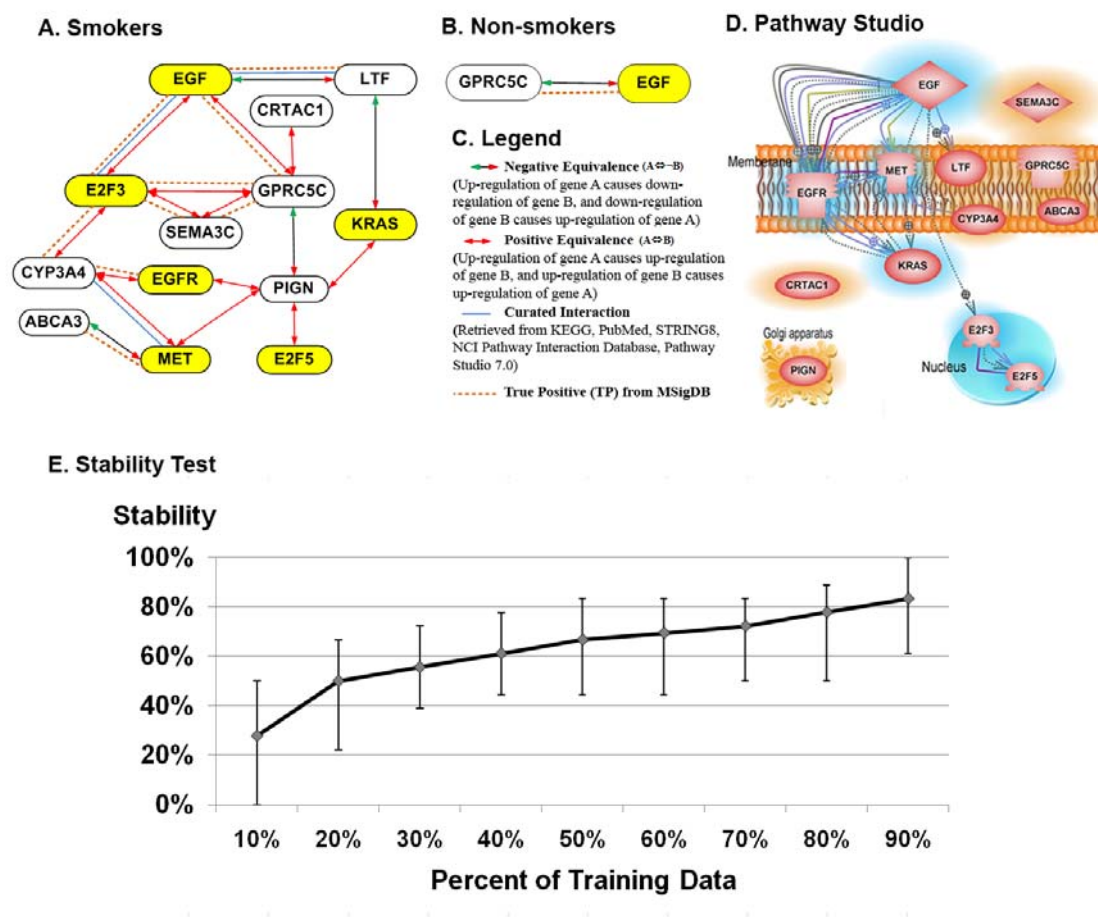 A. Smokers
EGF
LTF
CRTAC1
E2F3
GPRC5C
SEMA3C
KRAS
CYP3A4
EGFR
PIGN
ABCA3
MET
E2F5
B. Non-smokers
GPRC5C
EGF
C. Legend
Negative Equivalence (A⇔¬B)
(Up-regulation of gene A causes down-
regulation of gene B, and down-regulation
of gene B causes up-regulation of gene A)
Positive Equivalence (A⇔B)
(Up-regulation of gene A causes up-regulation
of gene B, and up-regulation of gene B causes
up-regulation of gene A)
Curated Interaction
(Retrieved from KEGG, PubMed, STRING8,
NCI Pathway Interaction Database, Pathway
Studio 7.0)
True Positive (TP) from MSigDB
D. Pathway Studio
EGF
SEMA3C
Memerane
EGFR
MET
LTF
GPRC5C
CYP3A4
ABCA3
KRAS
CRTAC1
Golgi apparatus
PIGN
E2F3
Nucleus
E2F5
E. Stability Test
Stability
100%
80%
60%
40%
20%
0%
10% 20% 30% 40% 50% 60% 70% 80% 90%
Percent of Training Data